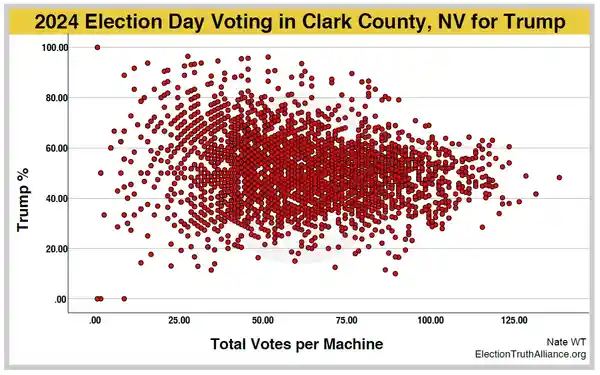 2024 Election Day Voting in Clark County, NV for Trump
100.00
80.00
60.00
40.00
20.00
.00
Trump %
.00 25.00 50.00 75.00 100.00 125.00
Total Votes per Machine
Nate WT
ElectionTruthAlliance.org